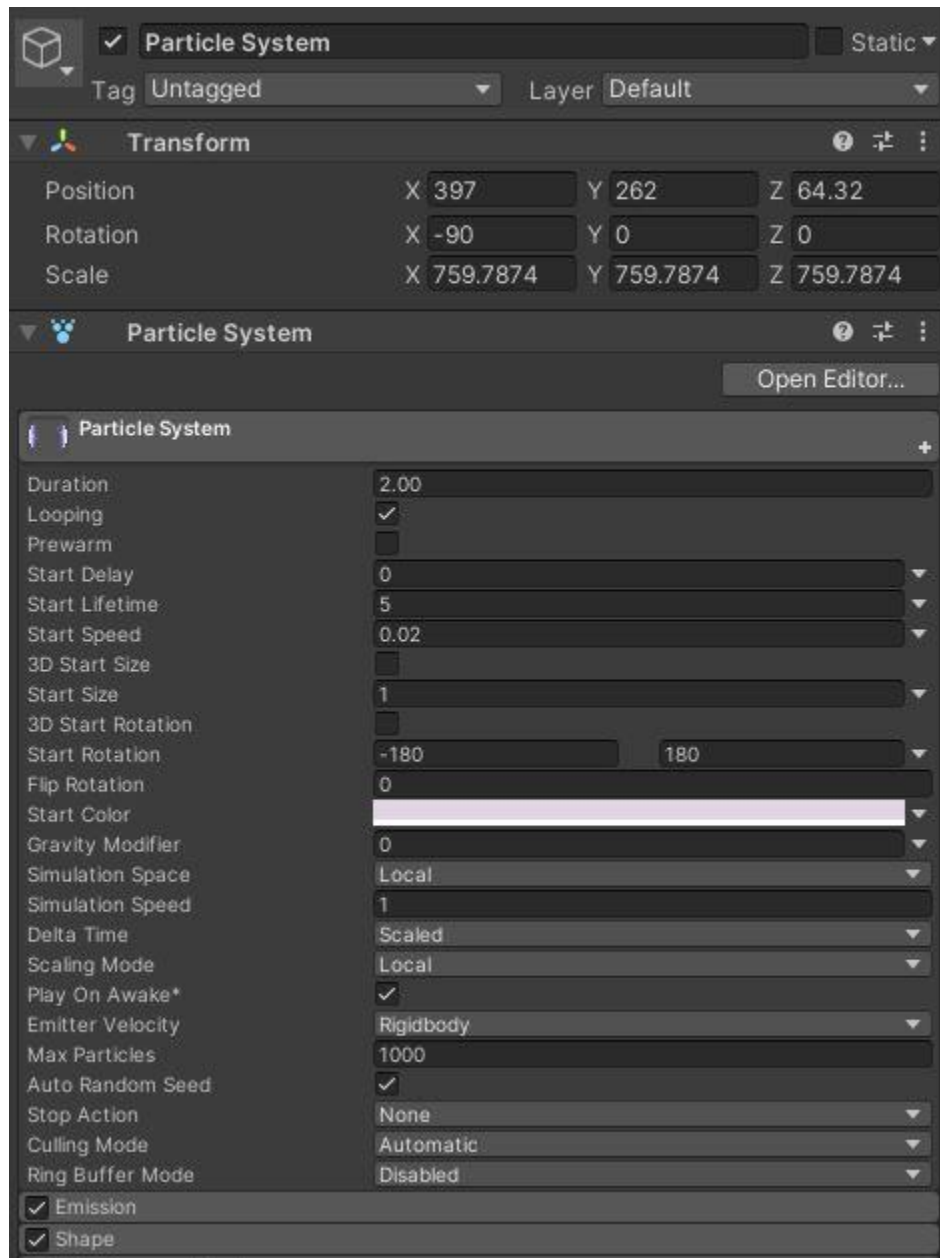 Particle System Static
Tag Untagged Layer Default
Transform
Position X 397 Y 262 Z 64.32
Rotation X -90 Y 0 Z 0
Scale X 759.7874 Y 759.7874 Z 759.7874
Particle System
Open Editor...
Particle System
Duration 2.00
Looping
Prewarm
Start Delay 0
Start Lifetime 5
Start Speed 0.02
3D Start Size
Start Size 1
3D Start Rotation
Start Rotation -180 180
Flip Rotation 0
Start Color
Gravity Modifier 0
Simulation Space Local
Simulation Speed 1
Delta Time Scaled
Scaling Mode Local
Play On Awake*
Emitter Velocity Rigidbody
Max Particles 1000
Auto Random Seed
Stop Action None
Culling Mode Automatic
Ring Buffer Mode Disabled
Emission
Shape